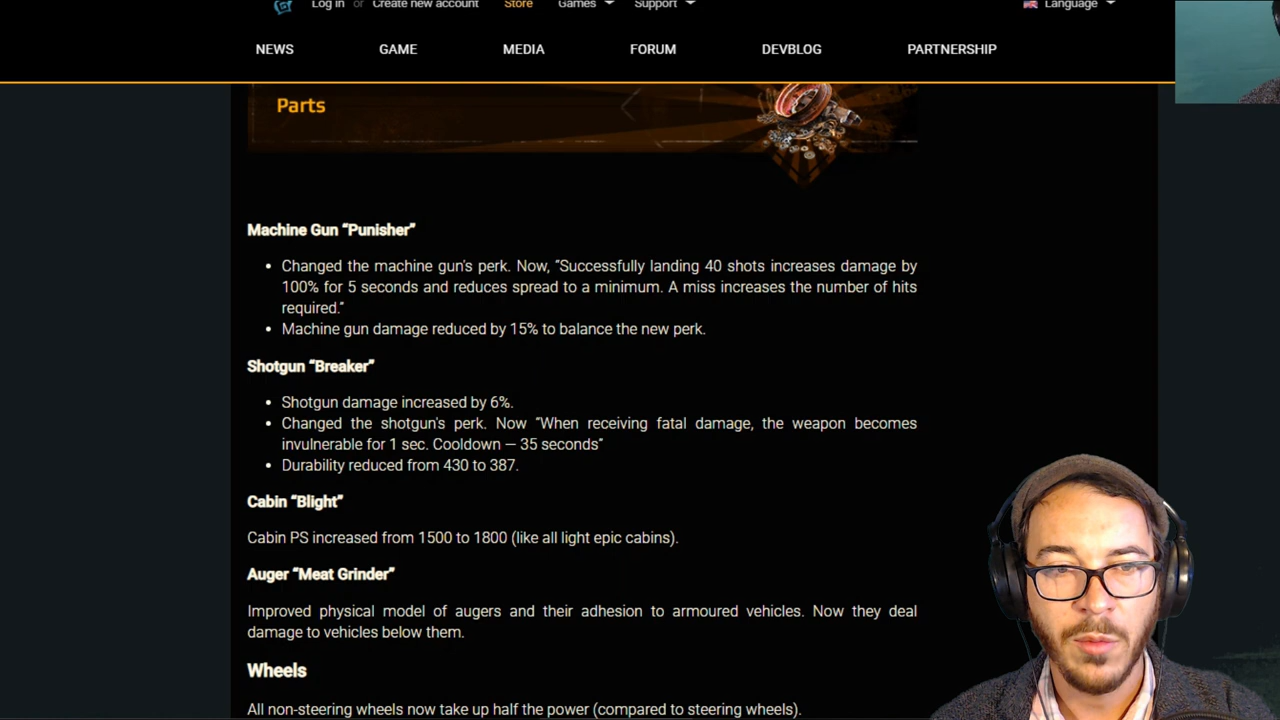 Log in or Create new account Store Games Support Language
NEWS GAME MEDIA FORUM DEVBLOG PARTNERSHIP
Parts
Machine Gun “Punisher”
• Changed the machine gun's perk. Now, “Successfully landing 40 shots increases damage by
100% for 5 seconds and reduces spread to a minimum. A miss increases the number of hits
required.”
• Machine gun damage reduced by 15% to balance the new perk.
Shotgun “Breaker”
• Shotgun damage increased by 6%.
• Changed the shotgun's perk. Now “When receiving fatal damage, the weapon becomes
invulnerable for 1 sec. Cooldown — 35 seconds”
• Durability reduced from 430 to 387.
Cabin “Blight”
Cabin PS increased from 1500 to 1800 (like all light epic cabins).
Auger “Meat Grinder”
Improved physical model of augers and their adhesion to armoured vehicles. Now they deal
damage to vehicles below them.
Wheels
All non-steering wheels now take up half the power (compared to steering wheels).